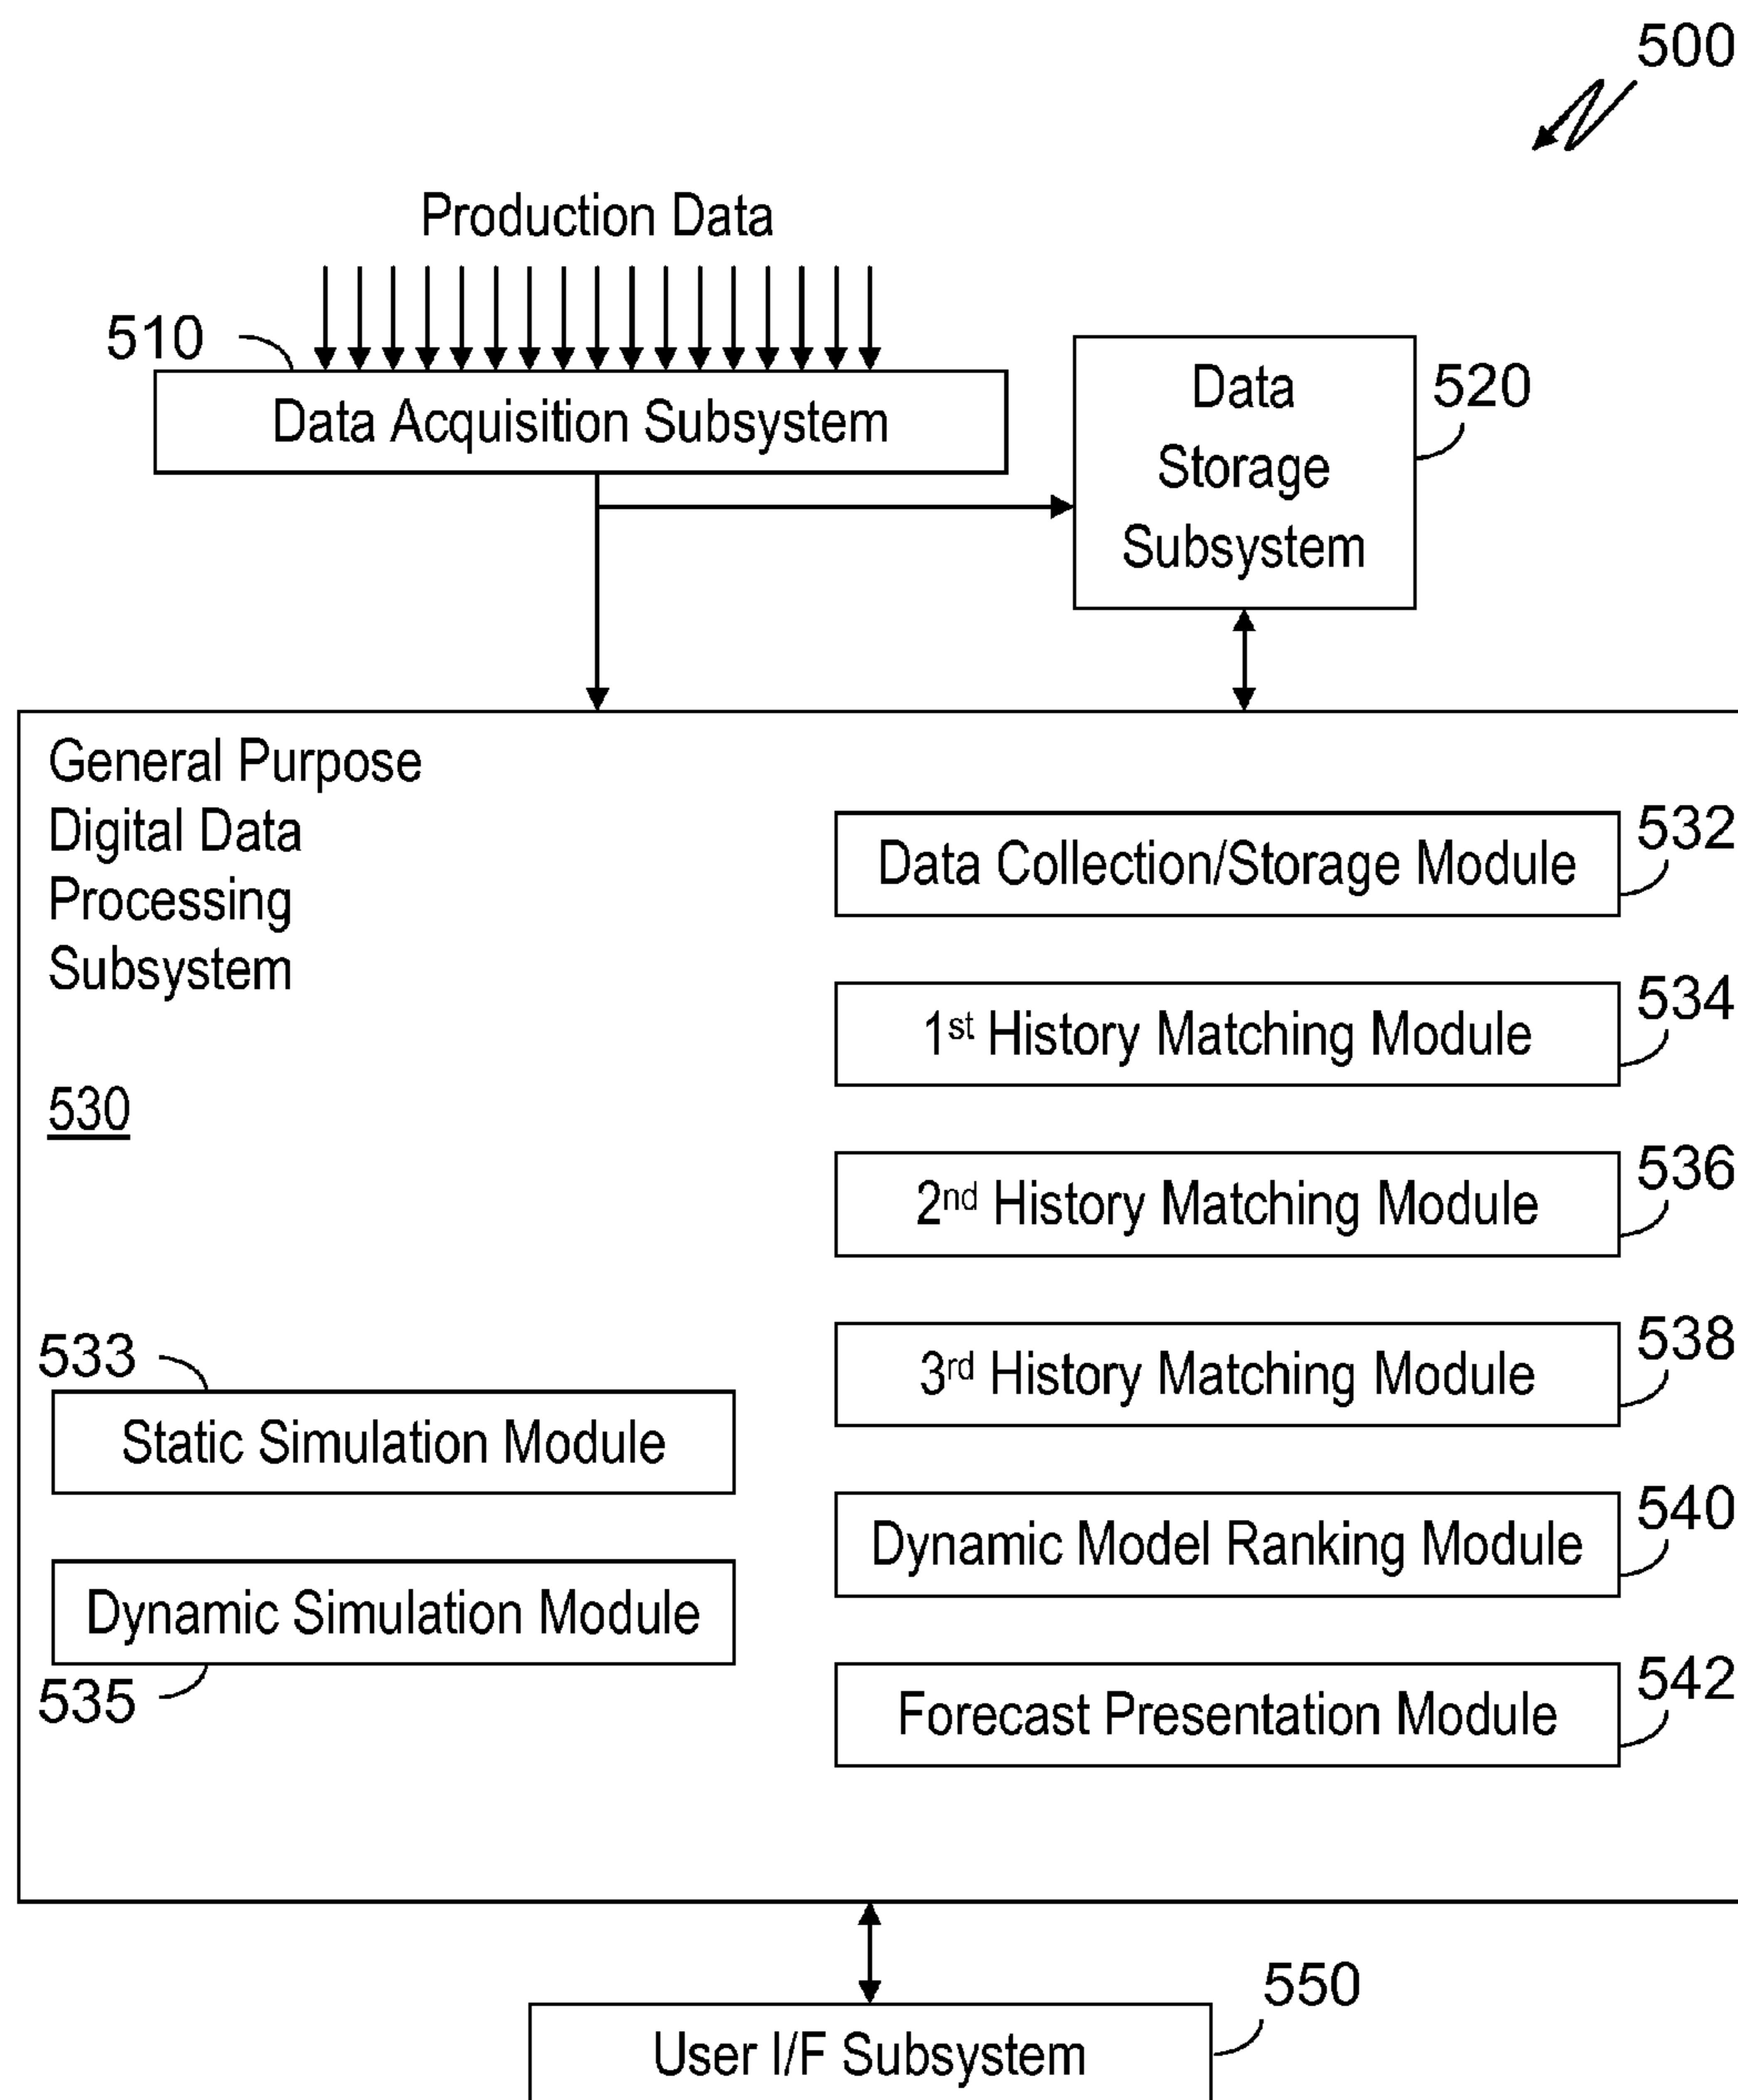 500
Production Data
510
Data Acquisition Subsystem
Data
Storage
Subsystem
520
General Purpose
Digital Data
Processing
Subsystem
530
Data Collection/Storage Module
532
1st History Matching Module
534
2nd History Matching Module
536
3rd History Matching Module
538
533
Static Simulation Module
Dynamic Model Ranking Module
540
Dynamic Simulation Module
535
Forecast Presentation Module
542
550
User I/F Subsystem